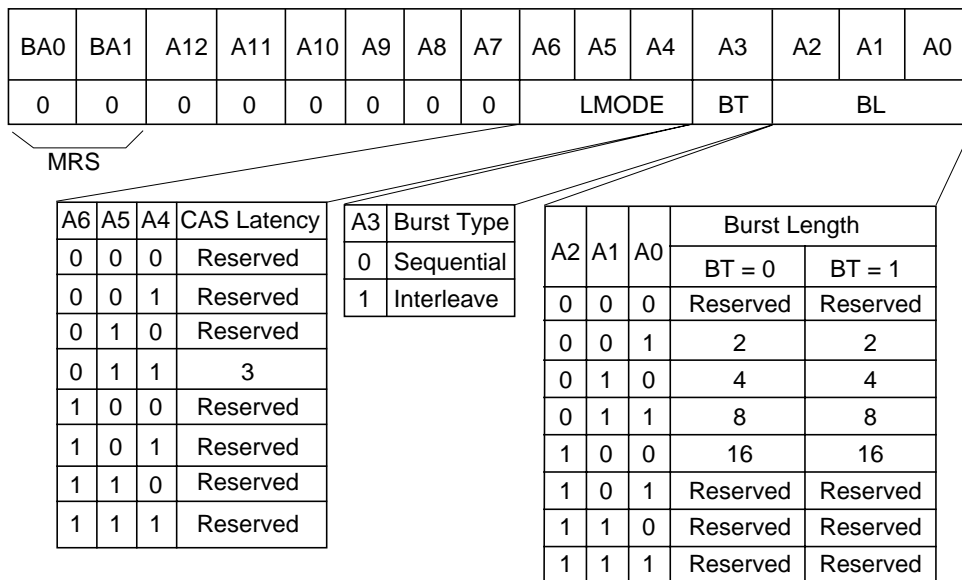 BA0 BA1 A12 A11 A10 A9 A8 A7 A6 A5 A4 A3 A2 A1 A0
0 0 0 0 0 0 0 0 LMODE BT BL
MRS
A6 A5 A4 CAS Latency
0 0 0 Reserved
0 0 1 Reserved
0 1 0 Reserved
0 1 1 3
1 0 0 Reserved
1 0 1 Reserved
1 1 0 Reserved
1 1 1 Reserved
A3 Burst Type
0 Sequential
1 Interleave
A2 A1 A0 Burst Length
BT = 0 BT = 1
0 0 0 Reserved Reserved
0 0 1 2 2
0 1 0 4 4
0 1 1 8 8
1 0 0 16 16
1 0 1 Reserved Reserved
1 1 0 Reserved Reserved
1 1 1 Reserved Reserved